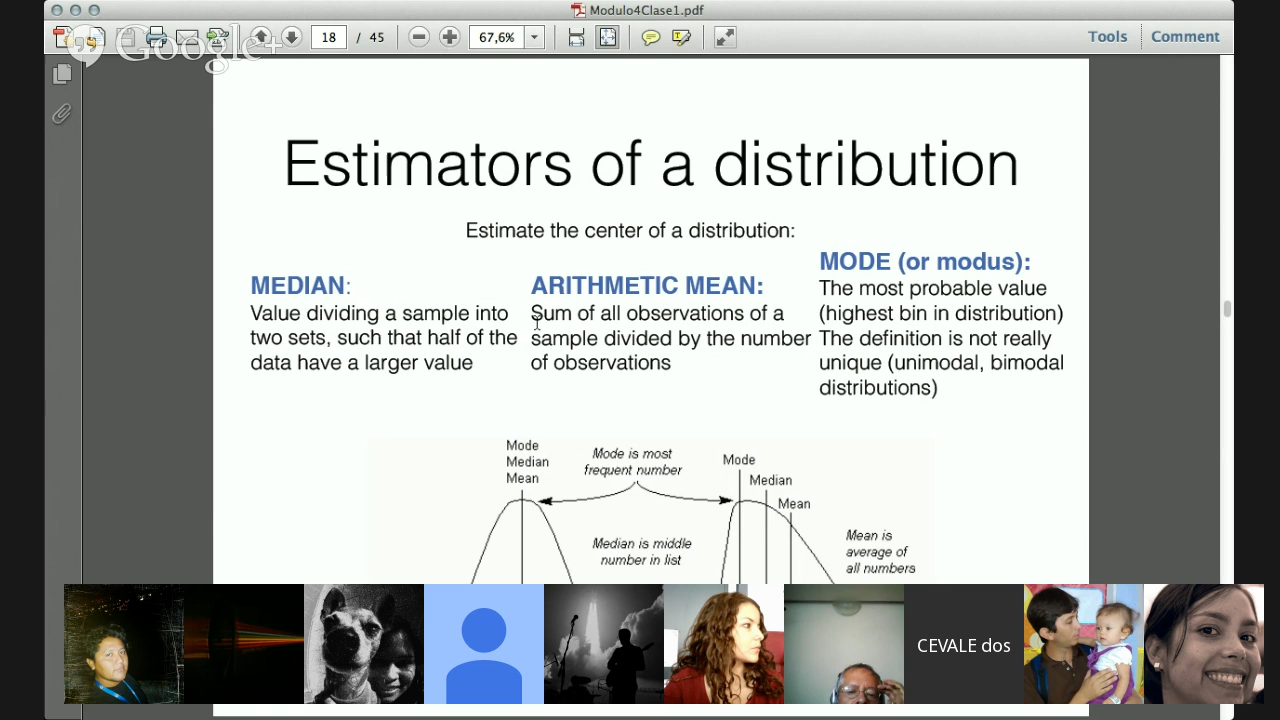 Modulo4Clase1.pdf
Google+
18 / 45
67,6%
Tools
Comment
Estimators of a distribution
Estimate the center of a distribution:
MEDIAN:
Value dividing a sample into
two sets, such that half of the
data have a larger value
ARITHMETIC MEAN:
Sum of all observations of a
sample divided by the number
of observations
MODE (or modus):
The most probable value
(highest bin in distribution)
The definition is not really
unique (unimodal, bimodal
distributions)
Mode
Median
Mean
Mode is most
frequent number
Mode
Median
Mean
Median is middle
number in list
Mean is
average of
all numbers
CEVALE dos